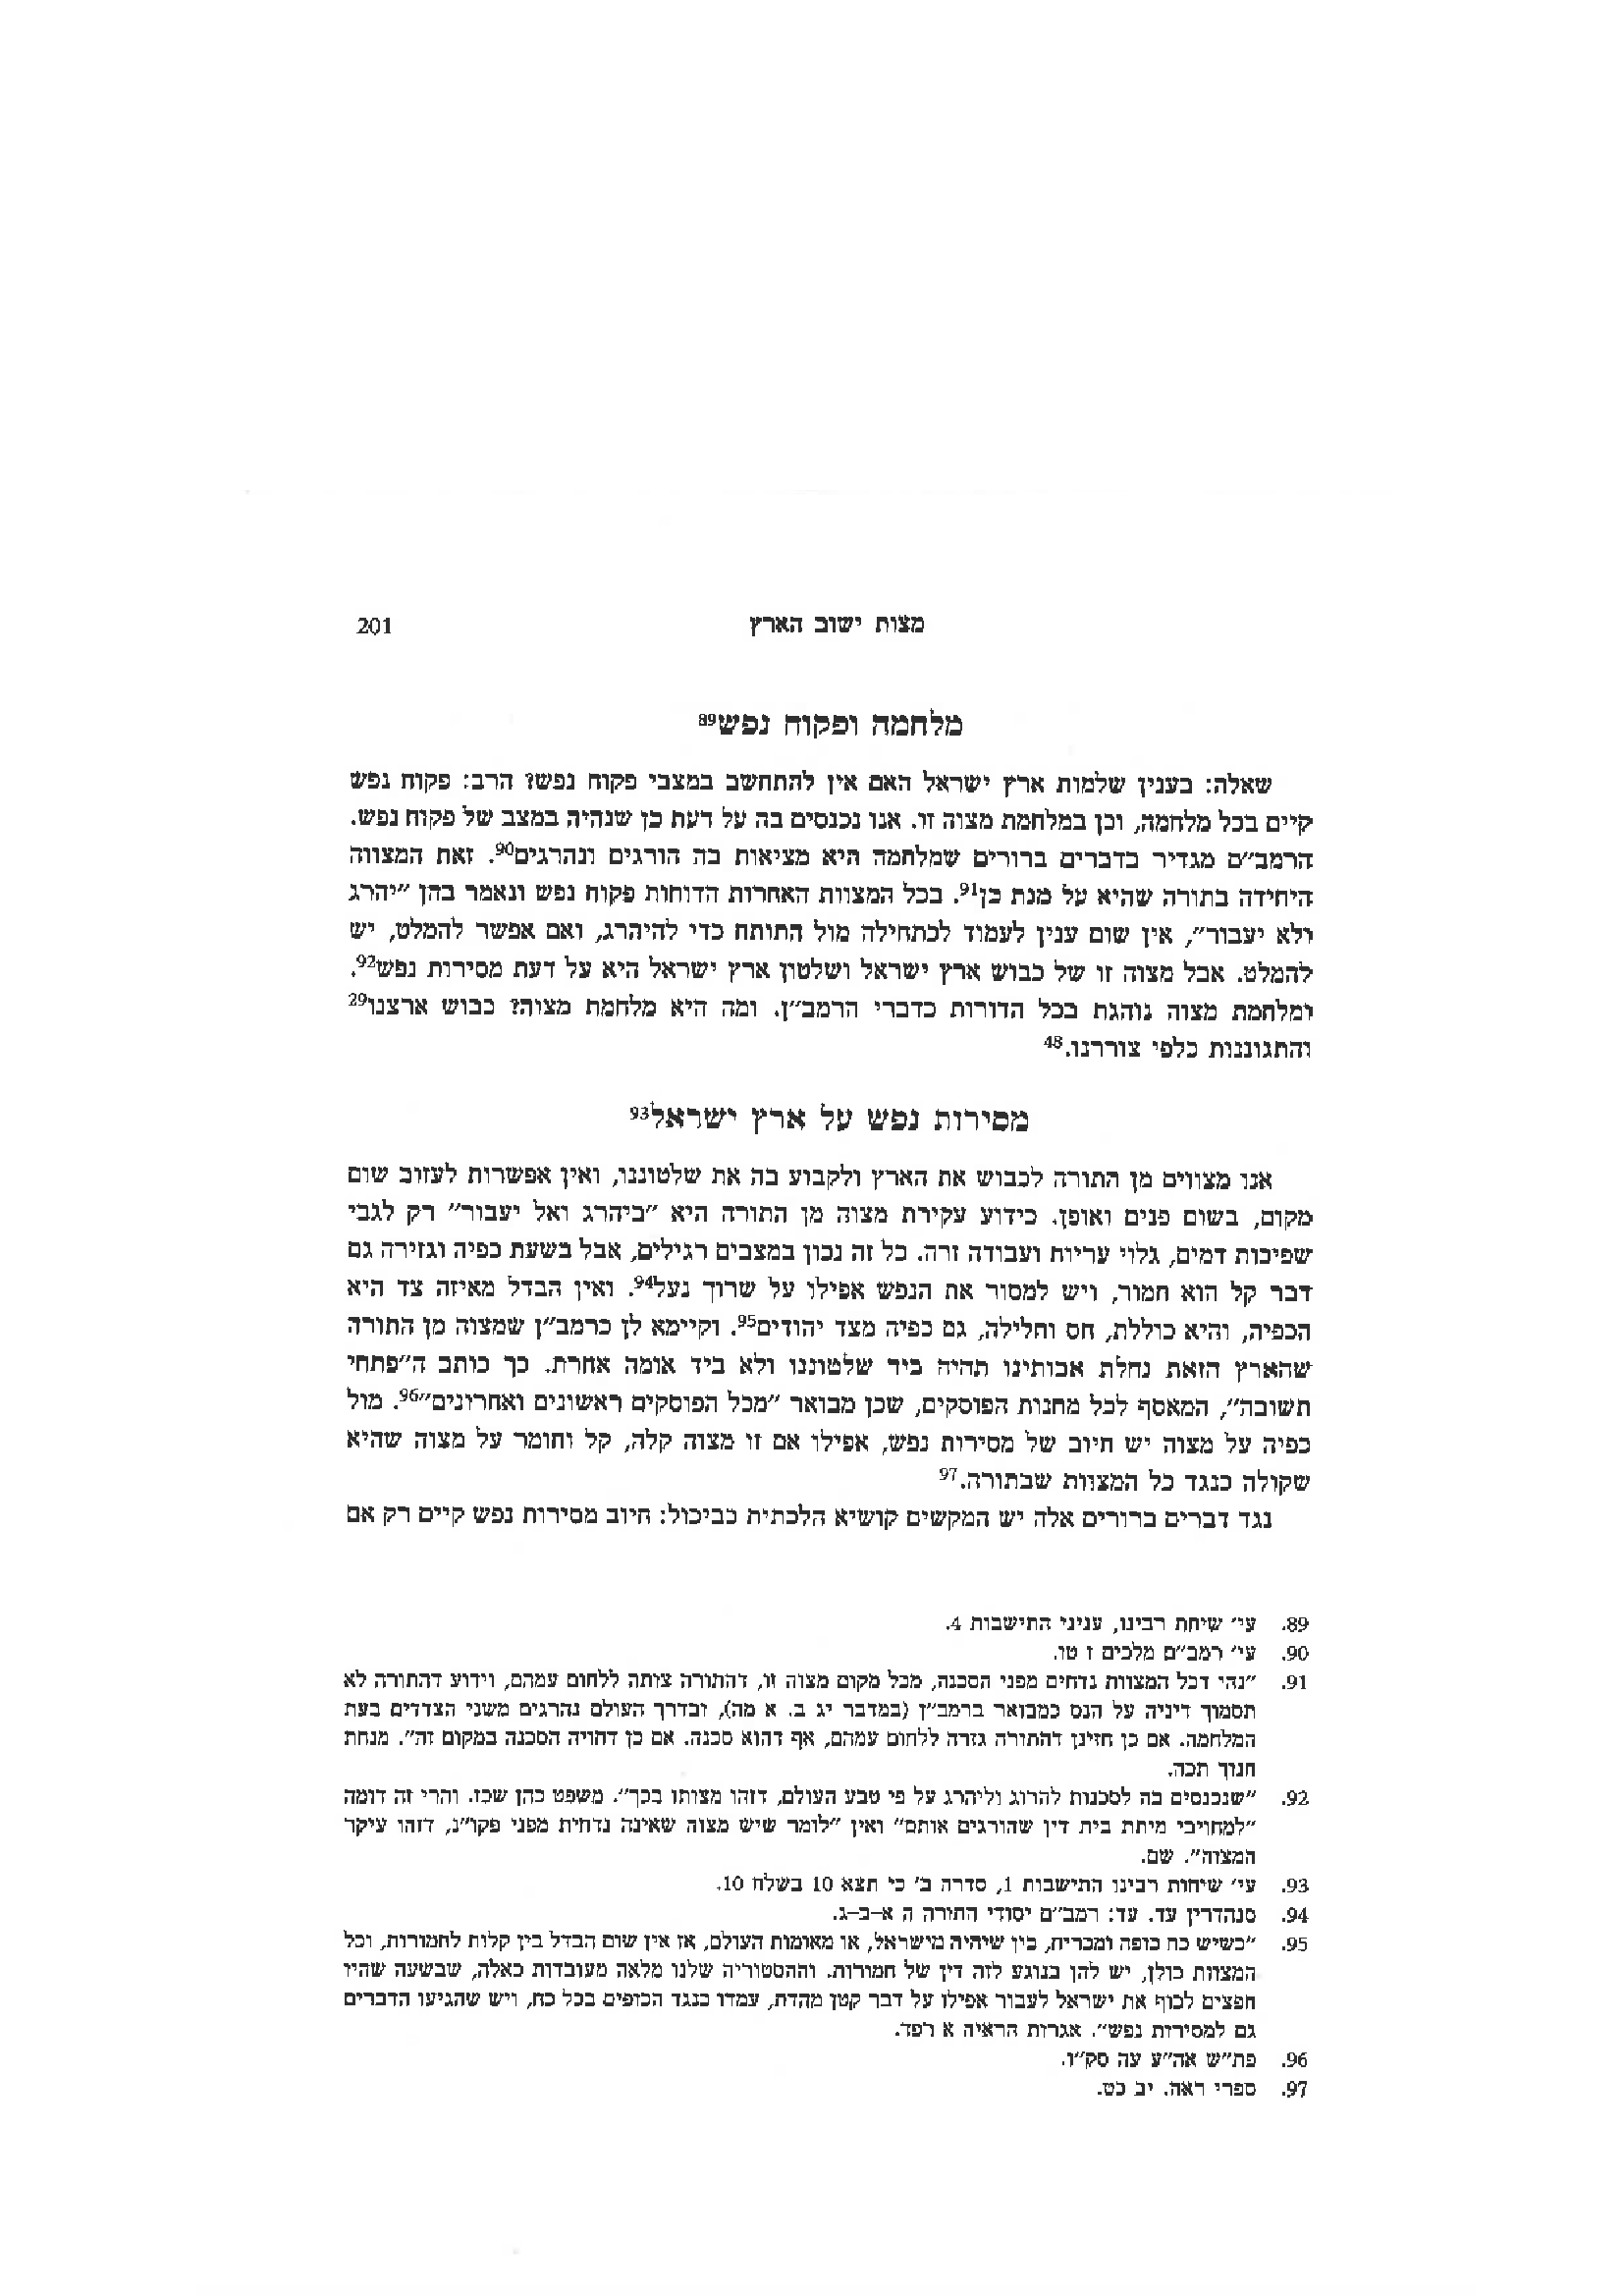 מצות ישוב הארץ 201
מלחמה ופקוח נפש89
שאלה: בענין שלמות ארץ ישראל האם אין להתחשב במצבי פקוח נפש? הרב: פקוח נפש
קיים בכל מלחמה, וכן במלחמת מצוה זו. אנו נכנסים בה על דעת כן שנהיה במצב של פקוח נפש.
הרמב״ם מגדיר בדברים ברורים שמלחמה היא מציאות בה הורגים ונהרגים90. זאת המצווה
היחידה בתורה שהיא על מנת כן91. בכל המצוות האחרות הדוחות פקוח נפש ונאמר בהן ״יהרג
ולא יעבור״, אין שום ענין לעמוד לכתחילה מול התותח כדי להיהרג, ואם אפשר להמלט, יש
להמלט. אבל מצוה זו של כבוש ארץ ישראל ושלטון ארץ ישראל היא על דעת מסירות נפש92.
ומלחמת מצוה נוהגת בכל הדורות כדברי הרמב״ן. ומה היא מלחמת מצוה? כבוש ארצנו29
והתגוננות כלפי צוררנו.48
מסירות נפש על ארץ ישראל93
אנו מצווים מן התורה לכבוש את הארץ ולקבוע בה את שלטוננו, ואין אפשרות לעזוב שום
מקום, בשום פנים ואופן. כידוע עקירת מצוה מן התורה היא ״ביהרג ואל יעבור״ רק לגבי
שפיכות דמים, גלוי עריות ועבודה זרה. כל זה נכון במצבים רגילים, אבל בשעת כפיה וגזירה גם
דבר קל הוא חמור, ויש למסור את הנפש אפילו על שרוך נעל94. ואין הבדל מאיזה צד היא
הכפיה, והיא כוללת, חס וחלילה, גם כפיה מצד יהודים95. וקיימא לן כרמב״ן שמצוה מן התורה
שהארץ הזאת נחלת אבותינו תהיה ביד שלטוננו ולא ביד אומה אחרת. כך כותב ה״פתחי
תשובה״, המאסף לכל מחנות הפוסקים, שכן מבואר ״מכל הפוסקים ראשונים ואחרונים״96. מול
כפיה על מצוה יש חיוב של מסירות נפש, אפילו אם זו מצוה קלה, קל וחומר על מצוה שהיא
שקולה כנגד כל המצוות שבתורה.97
נגד דברים ברורים אלה יש המקשים קושיא הלכתית כביכול: חיוב מסירות נפש קיים רק אם
89. עי׳ שיחת רבינו, עניני התישבות 4.
90. עי׳ רמב״ם מלכים ז טו.
91. ״נהי דכל המצוות נדחים מפני הסכנה, מכל מקום מצוה זו, דהתורה צותה ללחום עמהם, וידוע דהתורה לא
תסמוך דיניה על הנס כמבואר ברמב״ן (במדבר יג ב. א מה), ובדרך העולם נהרגים משני הצדדים בעת
המלחמה. אם כן חזינן דהתורה גזרה ללחום עמהם, אף דהוא סכנה. אם כן דחויה הסכנה במקום זה״. מנחת
חנוך תכה.
92. ״שנכנסים בה לסכנות להרוג וליהרג על פי טבע העולם, דזהו מצותו בכך״. משפט כהן שכז. והרי זה דומה
״למחויבי מיתת בית דין שהורגים אותם״ ואין ״לומר שיש מצוה שאינה נדחית מפני פקו״נ, דזהו עיקר
המצוה״. שם.
93. עי׳ שיחות רבינו התישבות 1, סדרה ב׳ כי תצא 10 בשלח 10.
94. סנהדרין עד. עד: רמב״ם יסודי התורה ה א–ב–ג.
95. ״כשיש כח כופה ומכריח, בין שיהיה מישראל, או מאומות העולם, אז אין שום הבדל בין קלות לחמורות, וכל
המצוות כולן, יש להן בנוגע לזה דין של חמורות. וההסטוריה שלנו מלאה מעובדות כאלה, שבשעה שהיו
חפצים לכוף את ישראל לעבור אפילו על דבר קטן מהדת, עמדו כנגד הכופים בכל כח, ויש שהגיעו הדברים
גם למסירות נפש״. אגרות הראיה א רפד.
96. פת״ש אה״ע עה סק״ו.
97. ספרי ראה. יב כט.